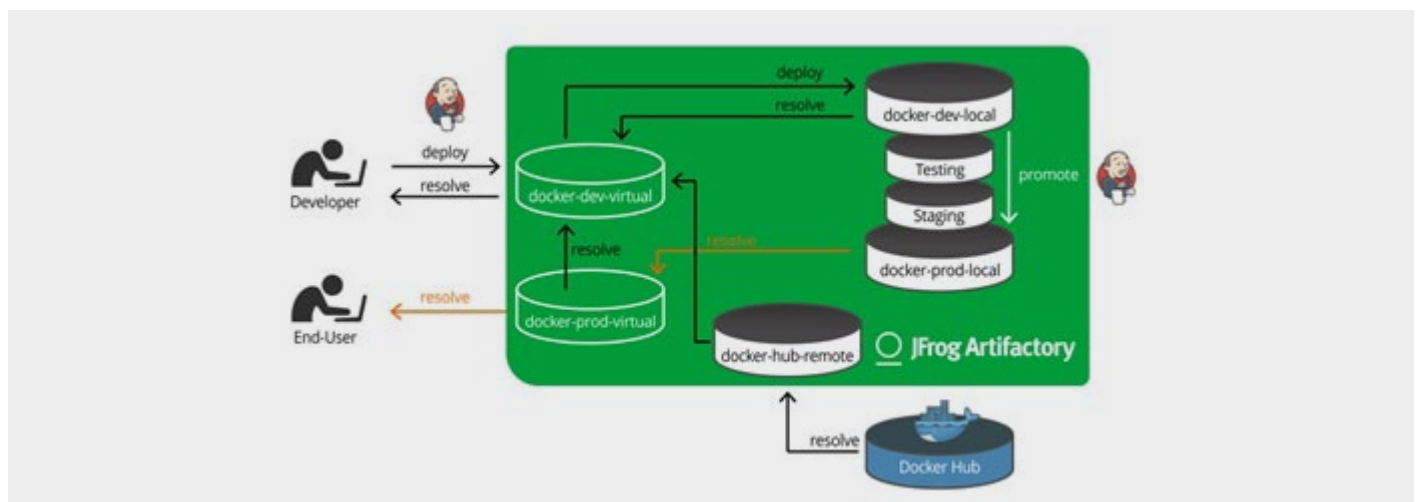 deploy
resolve
docker-dev-local
deploy
resolve
Developer
docker-dev-virtual
Testing
promote
Staging
resolve
resolve
docker-prod-local
resolve
End-User
docker-prod-virtual
docker-hub-remote
JFrog Artifactory
resolve
Docker Hub